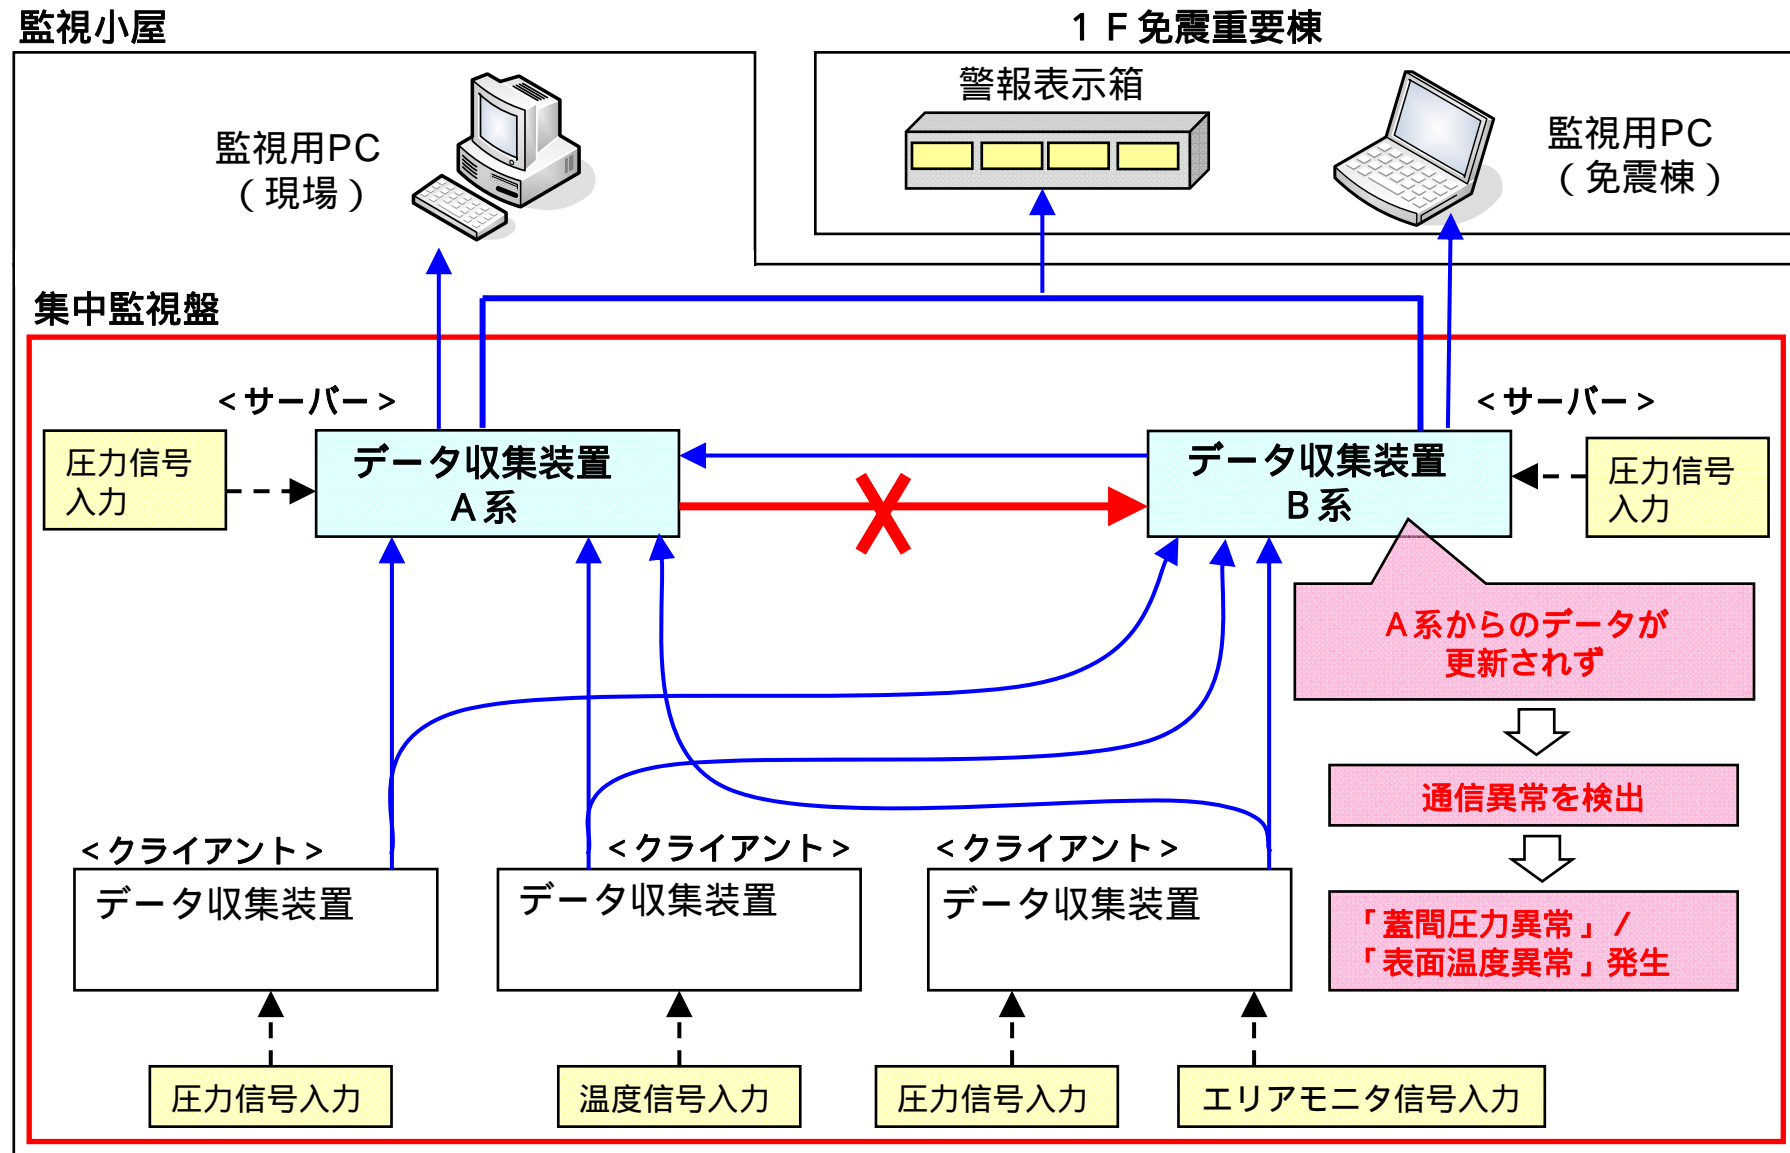 監視小屋
１Ｆ免震重要棟
警報表示箱
監視用PC
（現場）
監視用PC
（免震棟）
集中監視盤
<サーバー>
<サーバー>
圧力信号
入力
データ収集装置
Ａ系
データ収集装置
Ｂ系
圧力信号
入力
Ａ系からのデータが
更新されず
通信異常を検出
<クライアント>
<クライアント>
<クライアント>
データ収集装置
データ収集装置
データ収集装置
「蓋間圧力異常」/
「表面温度異常」発生
圧力信号入力
温度信号入力
圧力信号入力
エリアモニタ信号入力